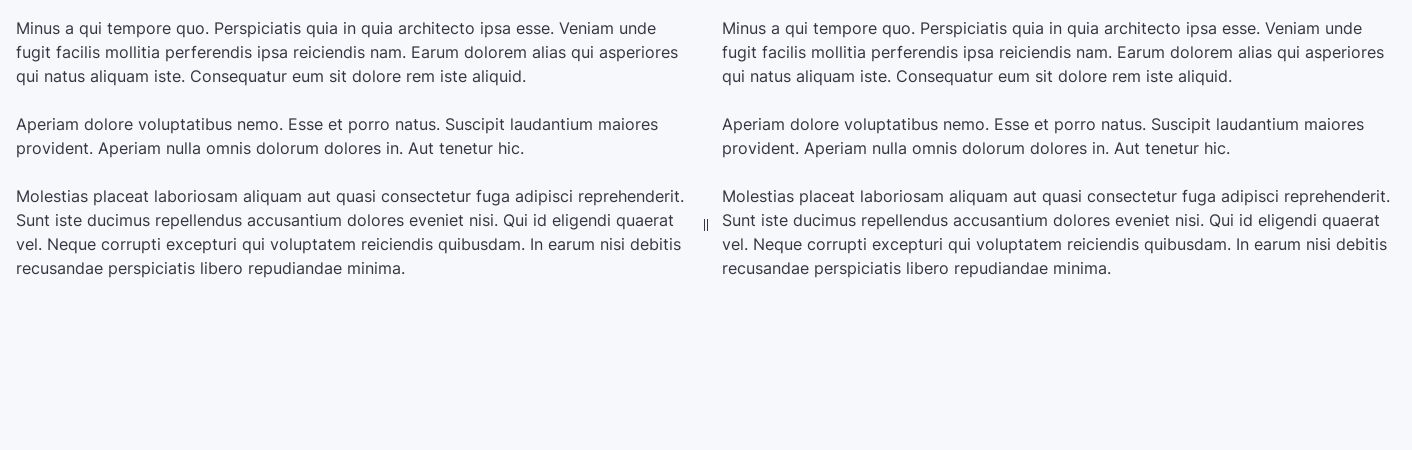 Minus a qui tempore quo. Perspiciatis quia in quia architecto ipsa esse. Veniam unde
fugit facilis mollitia perferendis ipsa reiciendis nam. Earum dolorem alias qui asperiores
qui natus aliquam iste. Consequatur eum sit dolore rem iste aliquid.
Aperiam dolore voluptatibus nemo. Esse et porro natus. Suscipit laudantium maiores
provident. Aperiam nulla omnis dolorum dolores in. Aut tenetur hic.
Molestias placeat laboriosam aliquam aut quasi consectetur fuga adipisci reprehenderit.
Sunt iste ducimus repellendus accusantium dolores eveniet nisi. Qui id eligendi quaerat
vel. Neque corrupti excepturi qui voluptatem reiciendis quibusdam. In earum nisi debitis
recusandae perspiciatis libero repudiandae minima.
Minus a qui tempore quo. Perspiciatis quia in quia architecto ipsa esse. Veniam unde
fugit facilis mollitia perferendis ipsa reiciendis nam. Earum dolorem alias qui asperiores
qui natus aliquam iste. Consequatur eum sit dolore rem iste aliquid.
Aperiam dolore voluptatibus nemo. Esse et porro natus. Suscipit laudantium maiores
provident. Aperiam nulla omnis dolorum dolores in. Aut tenetur hic.
Molestias placeat laboriosam aliquam aut quasi consectetur fuga adipisci reprehenderit.
Sunt iste ducimus repellendus accusantium dolores eveniet nisi. Qui id eligendi quaerat
vel. Neque corrupti excepturi qui voluptatem reiciendis quibusdam. In earum nisi debitis
recusandae perspiciatis libero repudiandae minima.